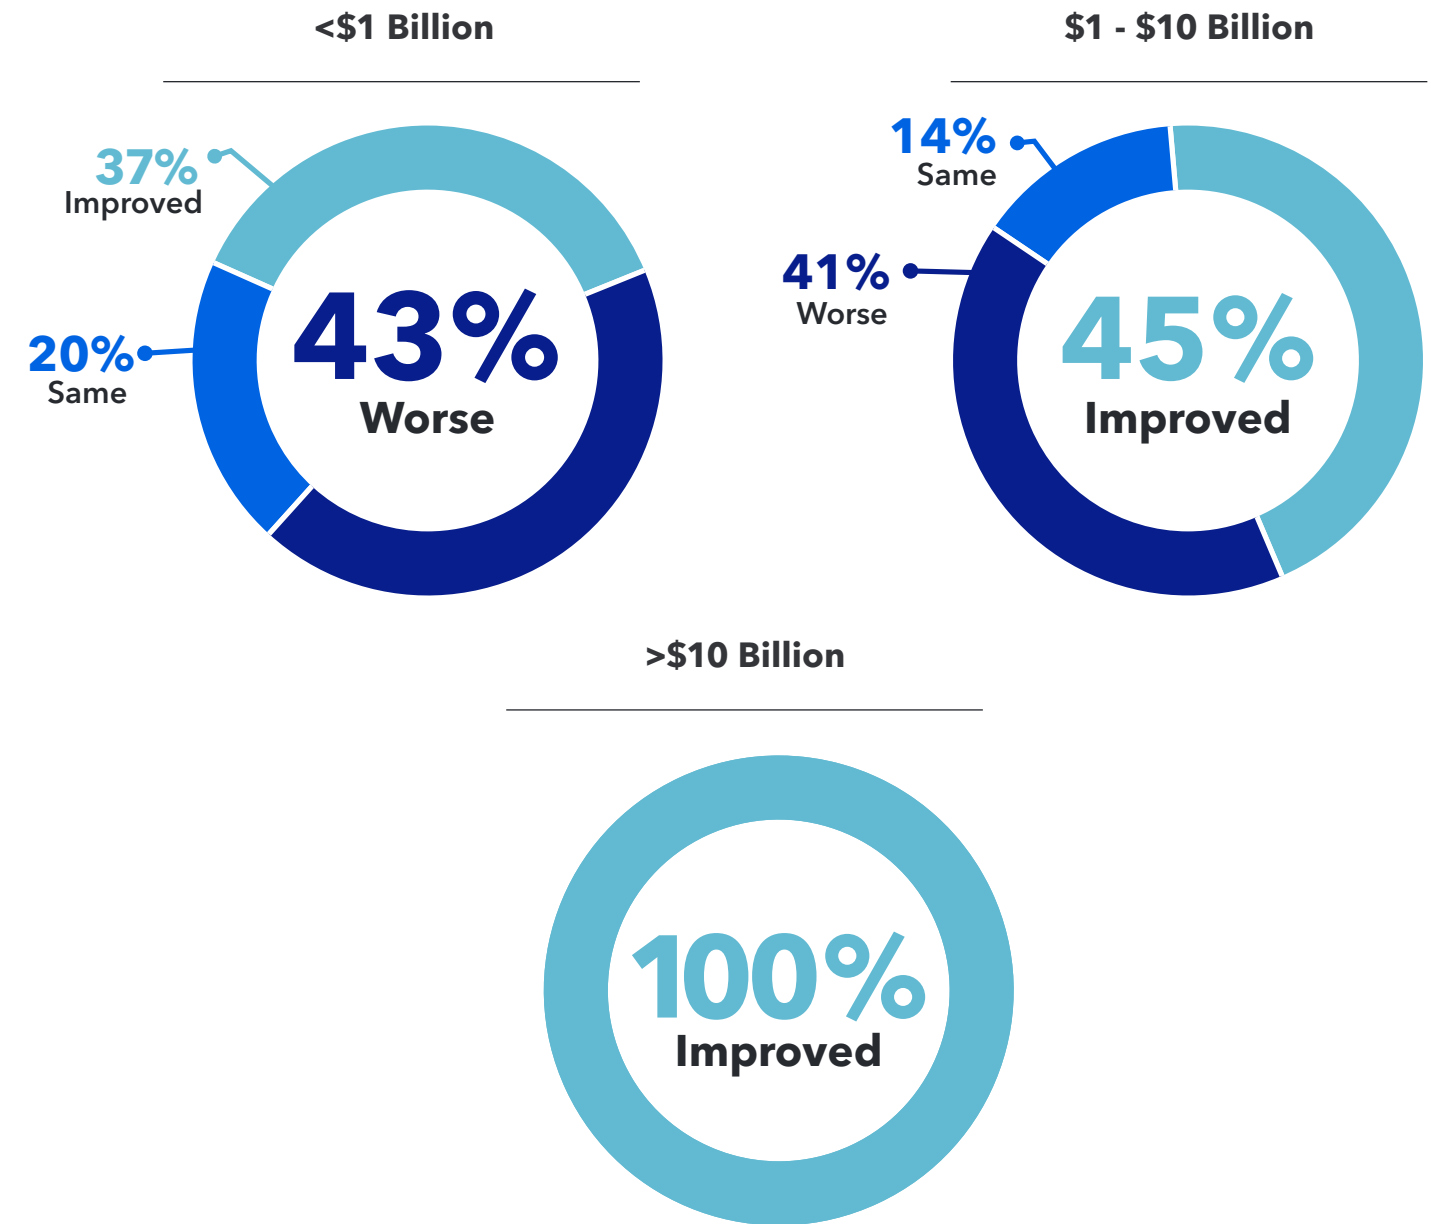 <$1 Billion
37%
Improved
20%
Same
43%
Worse
$1 - $10 Billion
14%
Same
41%
Worse
45%
Improved
>$10 Billion
100%
Improved